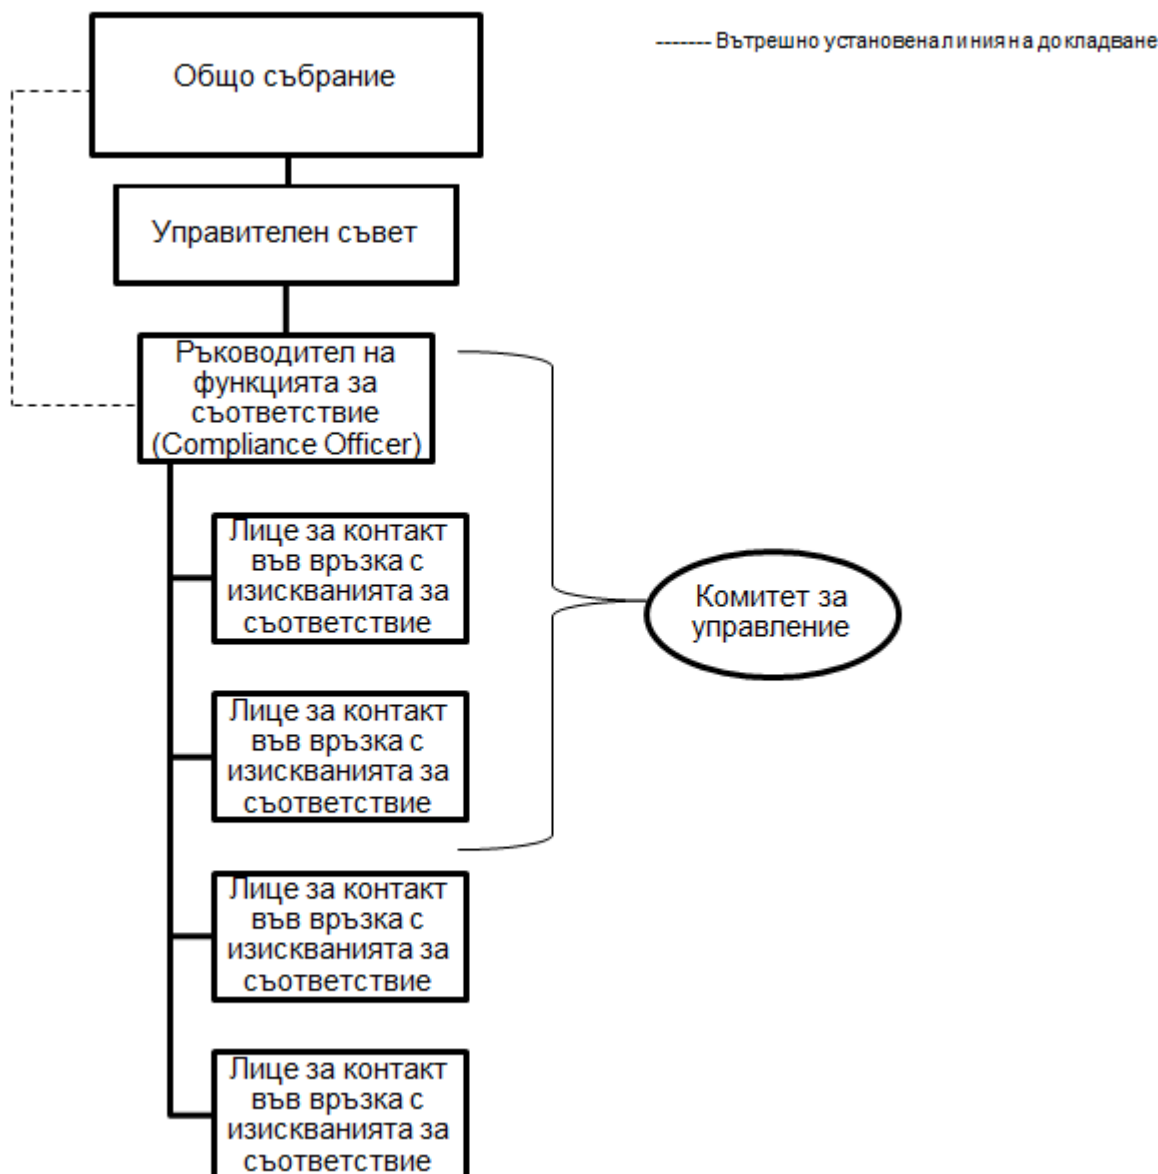 Общо събрание
------- Вътрешно установена линия на докладване
Управителен съвет
Ръководител на
функцията за
съответствие
(Compliance Officer)
Лице за контакт
във връзка с
изискванията за
съответствие
Комитет за
управление
Лице за контакт
във връзка с
изискванията за
съответствие
Лице за контакт
във връзка с
изискванията за
съответствие
Лице за контакт
във връзка с
изискванията за
съответствие